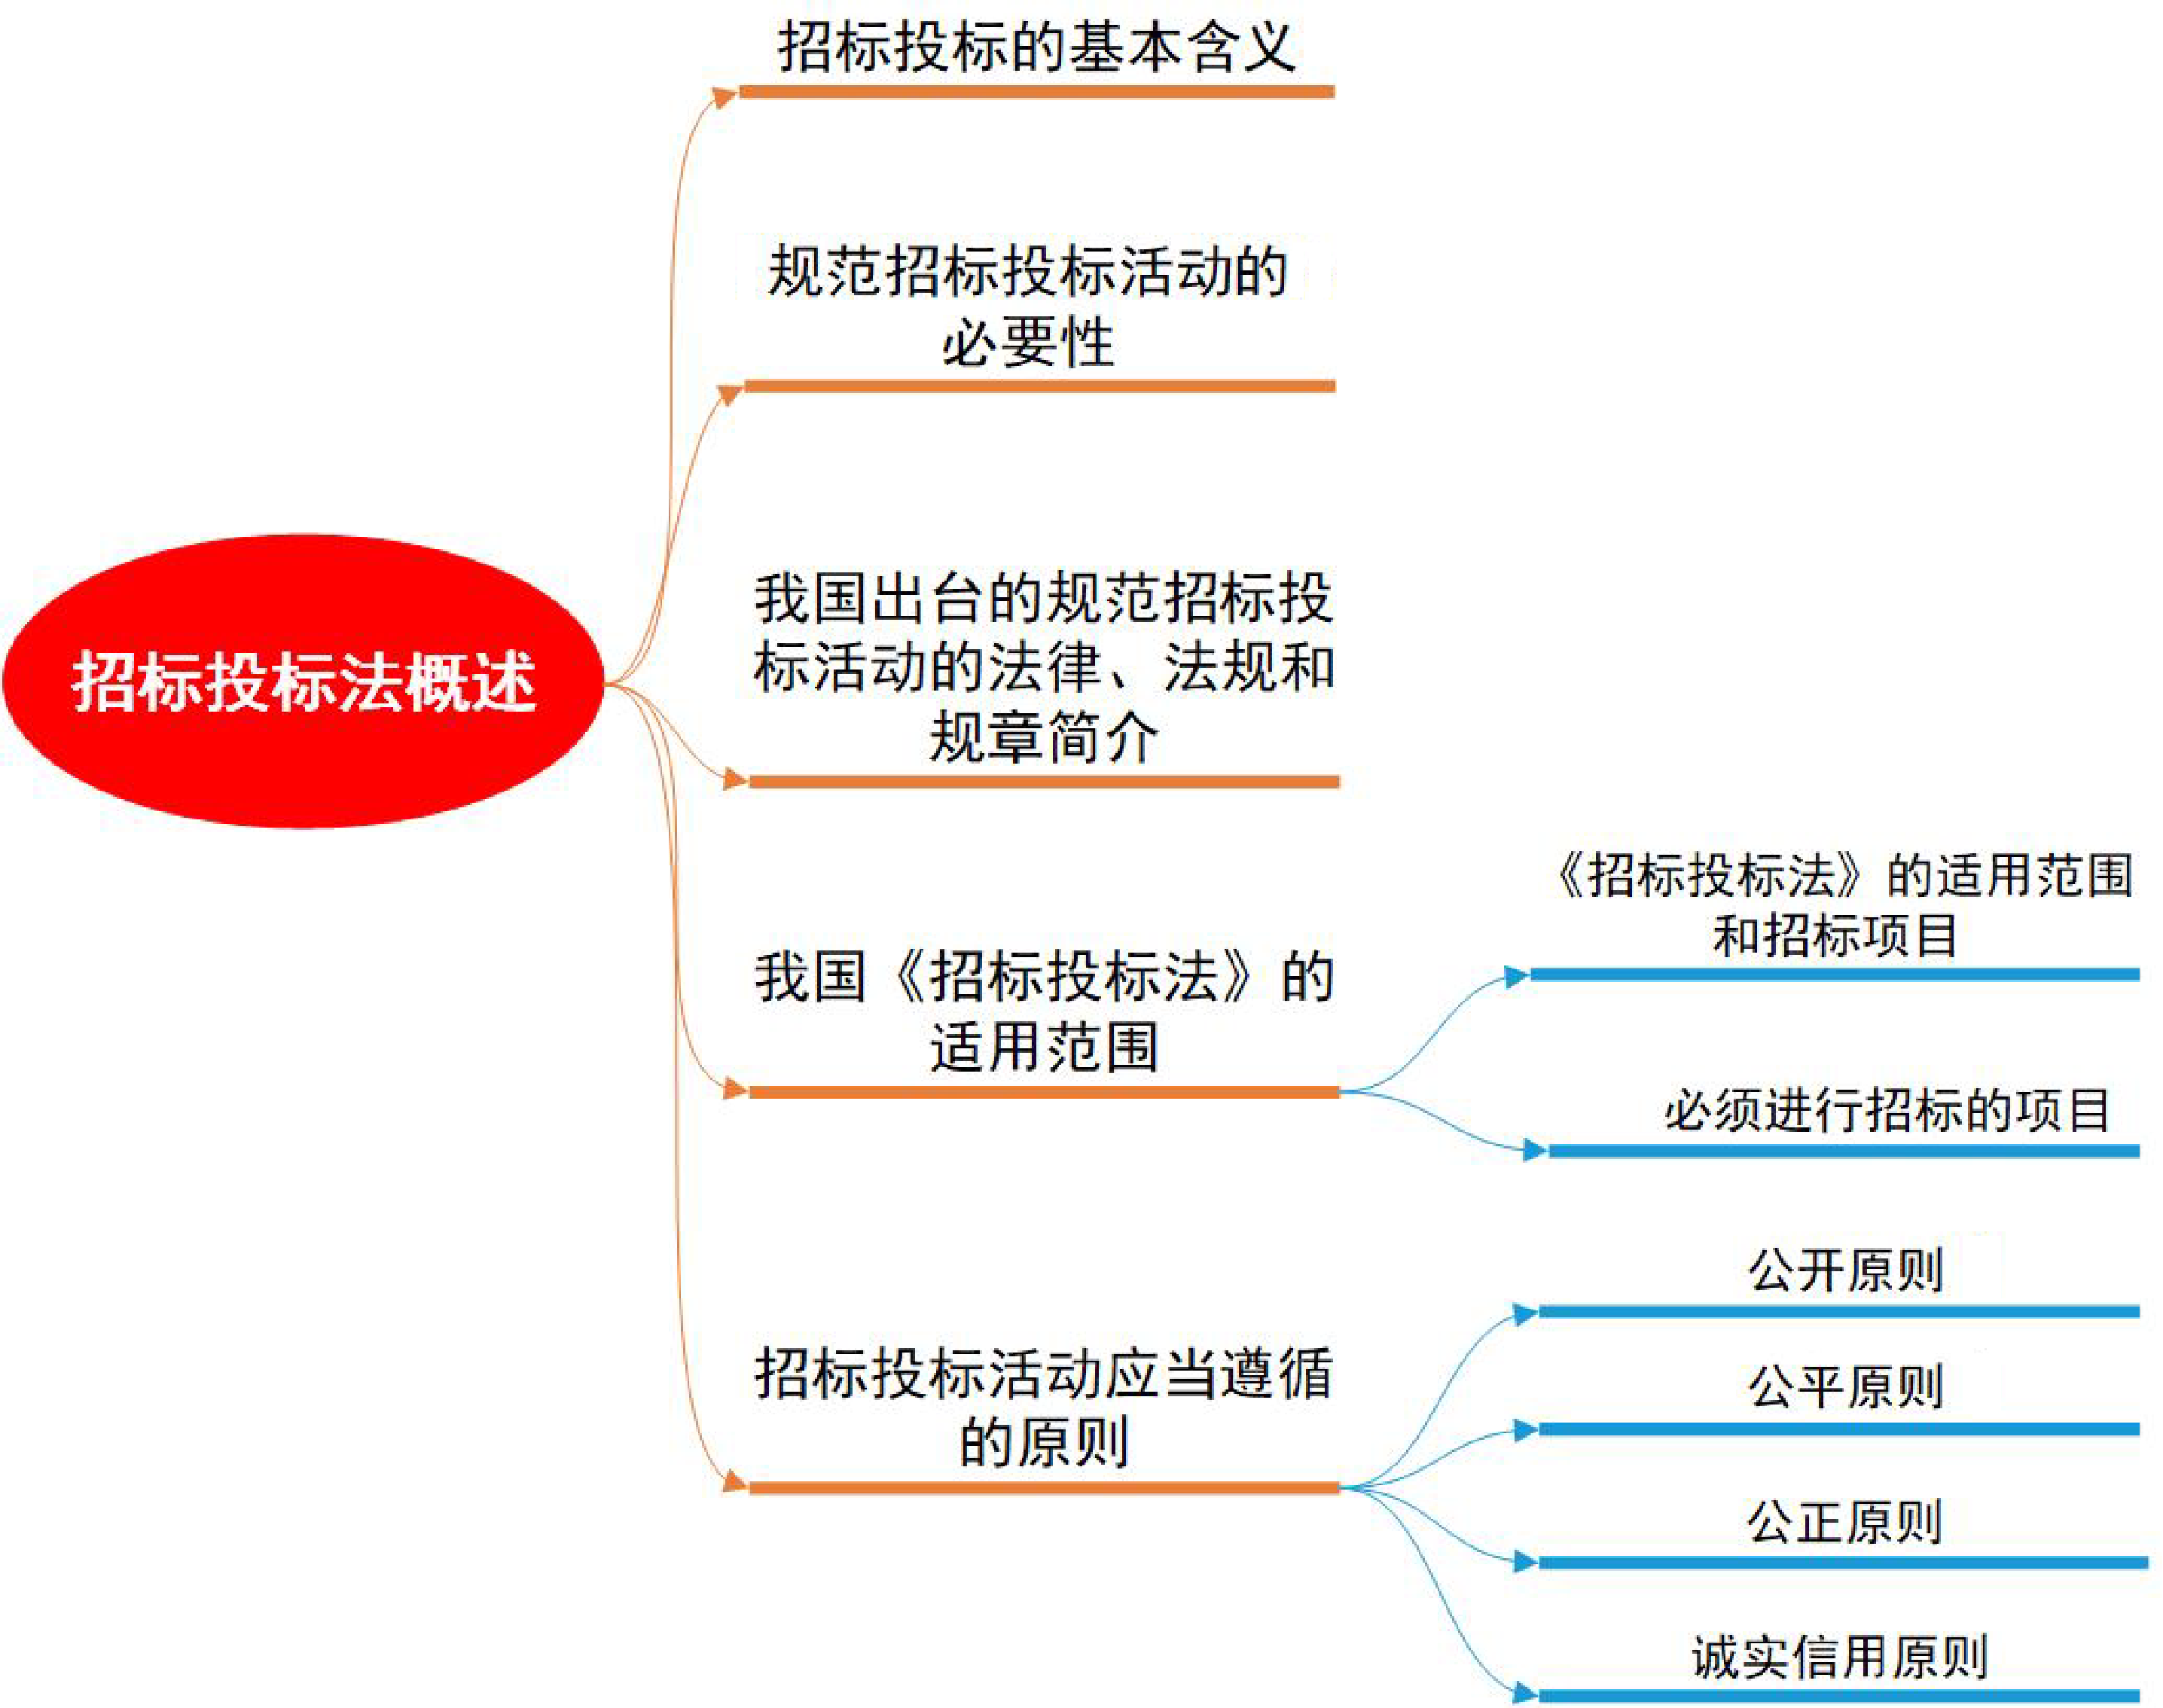 招标投标法概述
招标投标的基本含义
规范招标投标活动的
必要性
我国出台的规范招标投
标活动的法律、法规和
规章简介
我国《招标投标法》的
适用范围
《招标投标法》的适用范围
和招标项目
必须进行招标的项目
招标投标活动应当遵循
的原则
公开原则
公平原则
公正原则
诚实信用原则